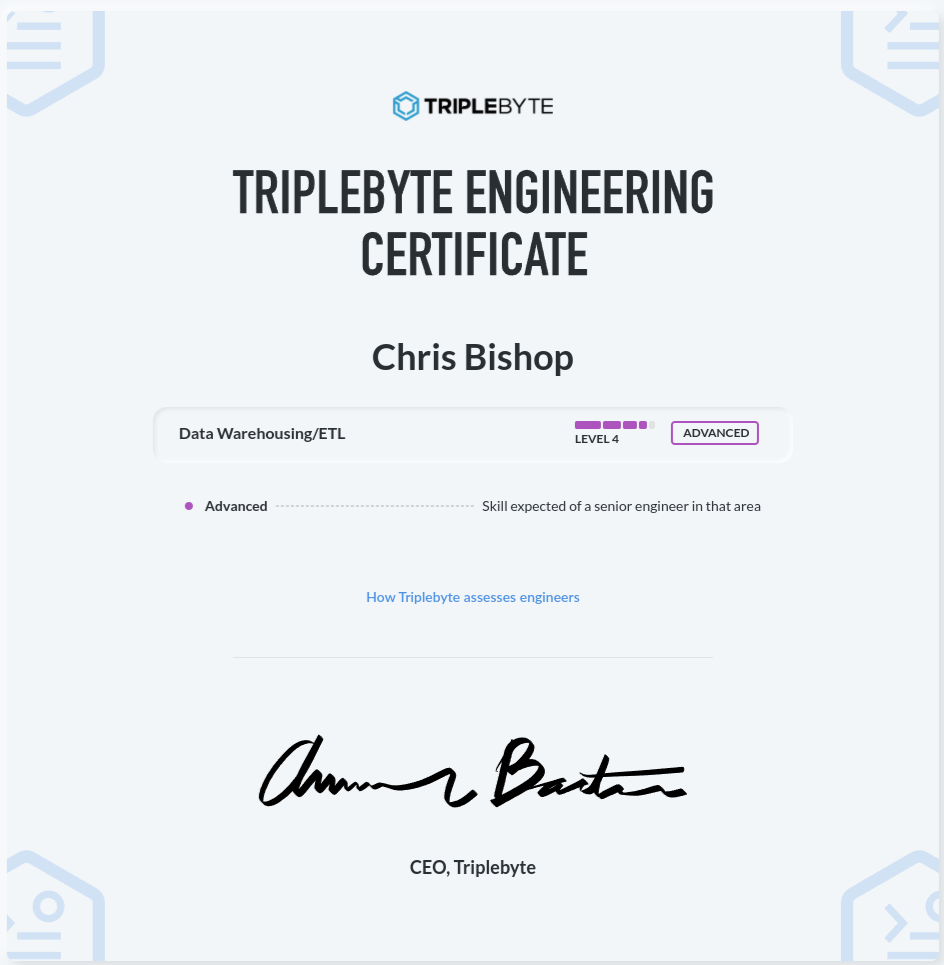 TRIPLEBYTE
TRIPLEBYTE ENGINEERING
CERTIFICATE
Chris Bishop
Data Warehousing/ETL
LEVEL 4
ADVANCED
Advanced
Skill expected of a senior engineer in that area
How Triplebyte assesses engineers
CEO, Triplebyte